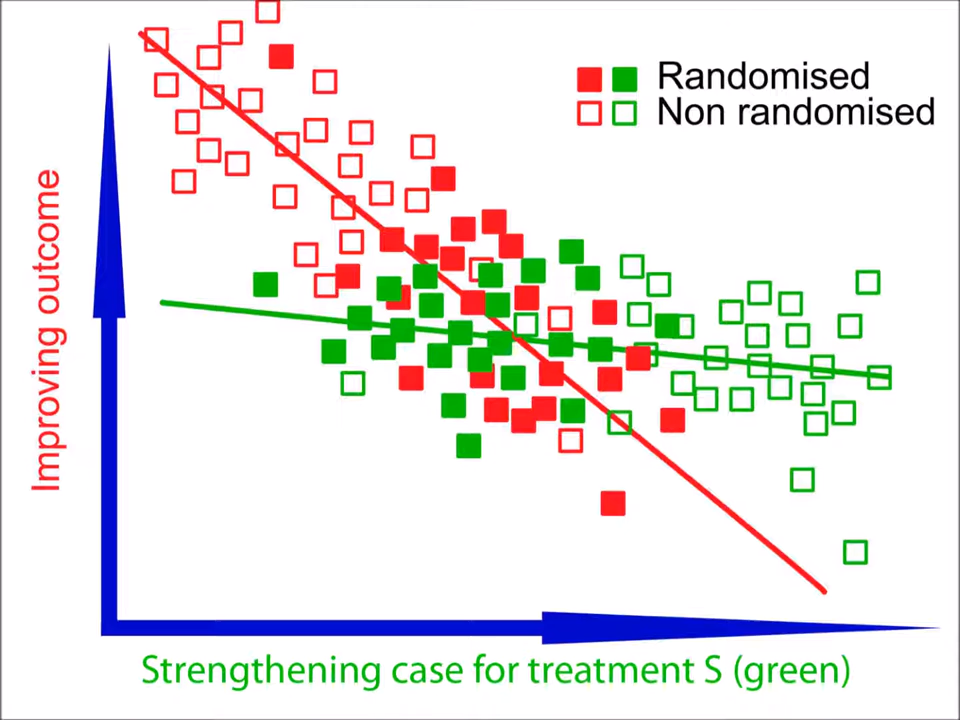 Randomised
Non randomised
Improving outcome
Strengthening case for treatment S (green)